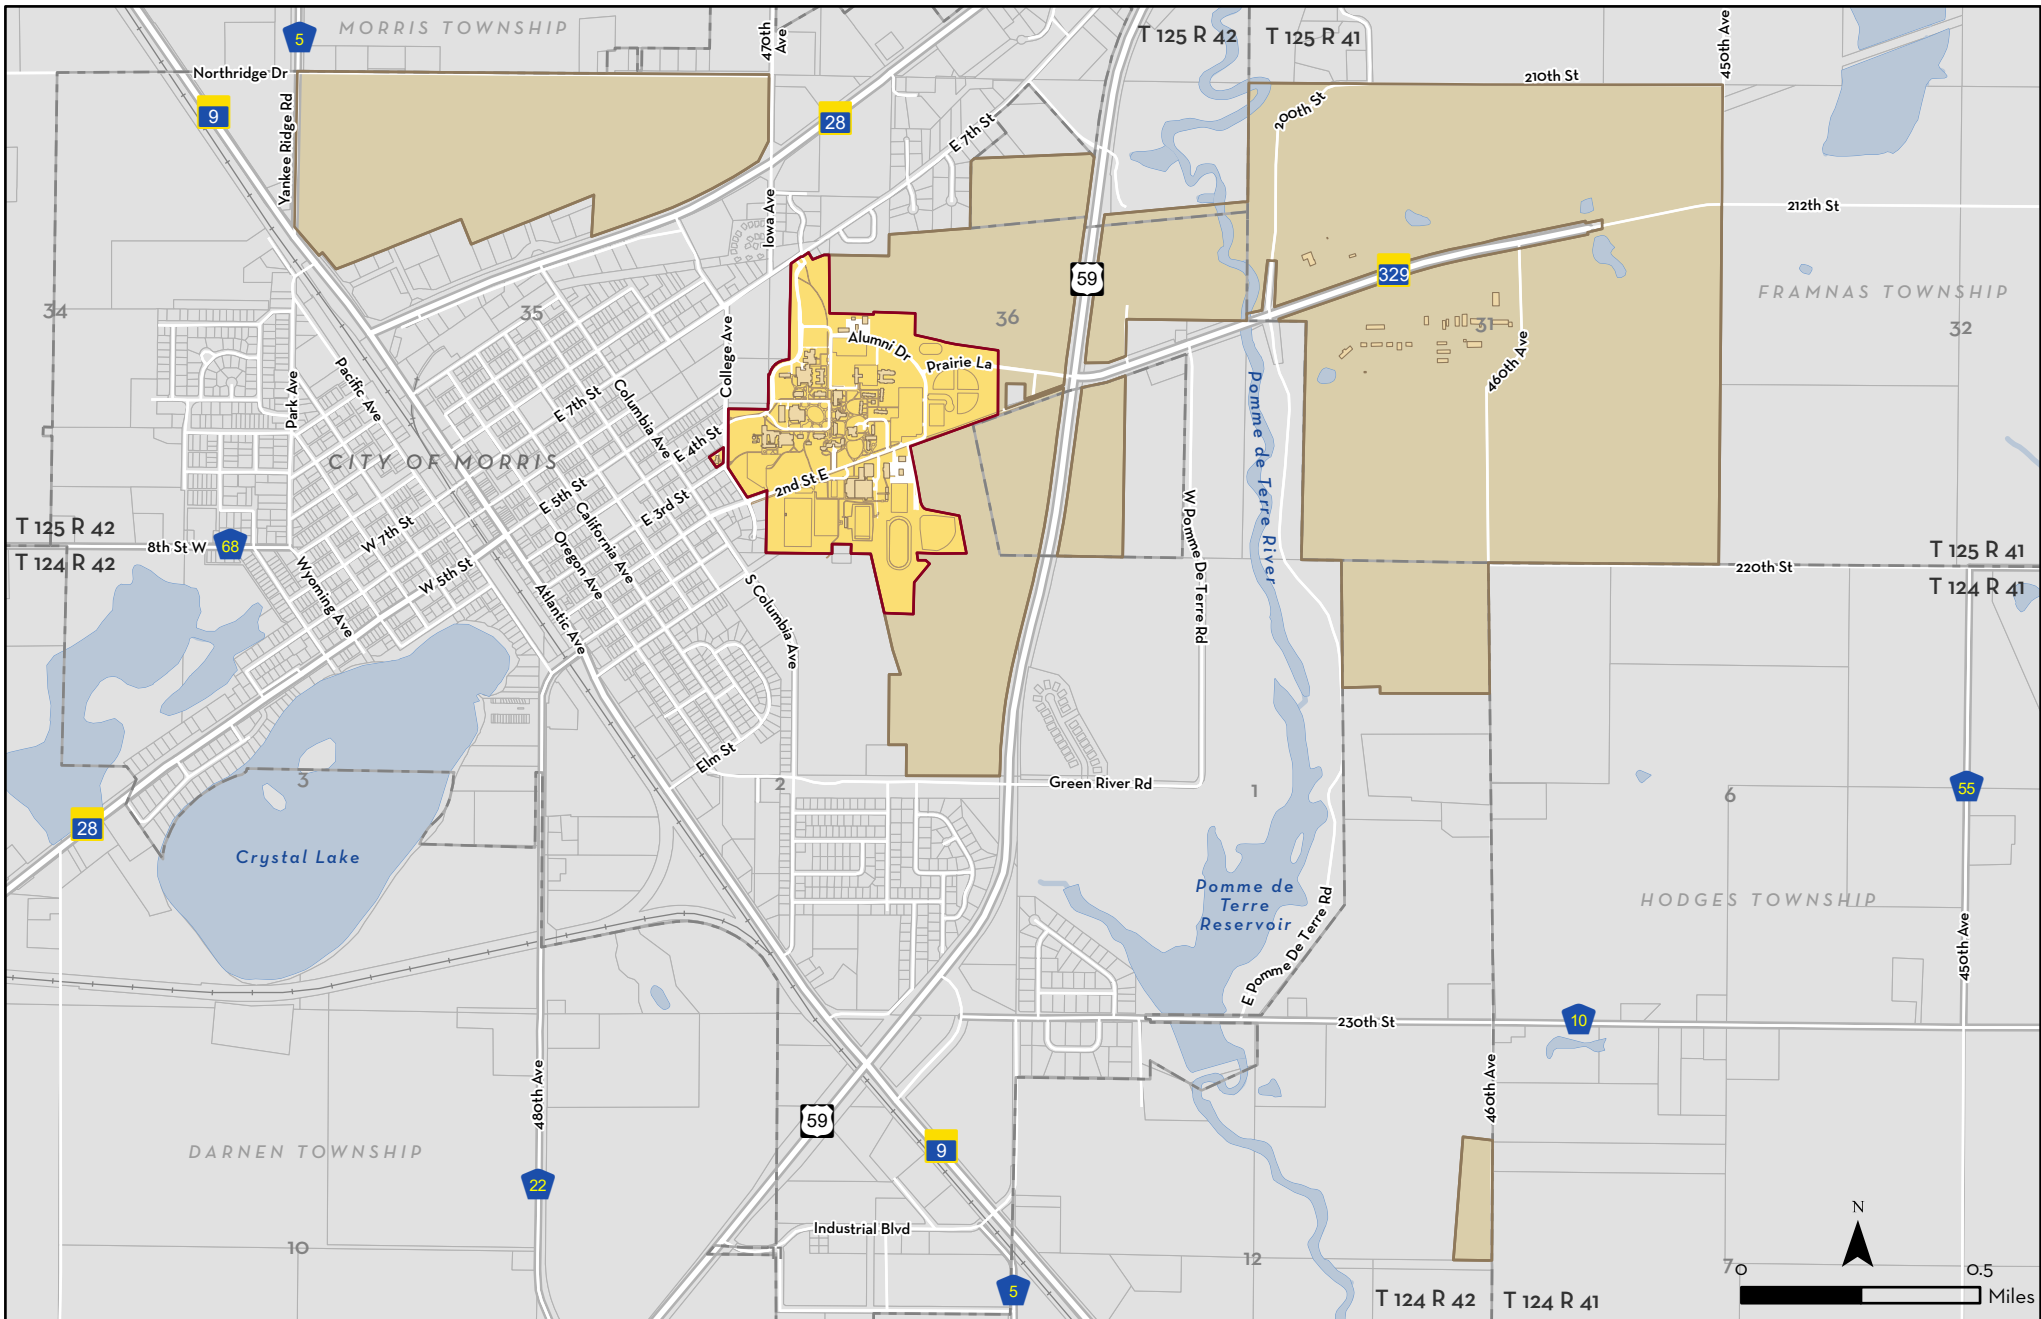 MORRIS TOWNSHIP
5
470th
Ave
T 125 R 42
T 125 R 41
450th Ave
Northridge Dr
210th St
9
Yankee Ridge Rd
28
E 7th St
200th St
Iowa Ave
212th St
59
329
FRAMNAS TOWNSHIP
34
35
36
31
32
College Ave
Alumni Dr
Prairie La
460th Ave
Pacific Ave
Park Ave
E 7th St
Columbia Ave
E 4th St
CITY OF MORRIS
2nd St E
E 5th St
E 3rd St
California Ave
Oregon Ave
Pomme de Terre River
W Pomme De Terre Rd
T 125 R 42
8th St W
68
W 7th St
T 124 R 42
W 5th St
Wyoming Ave
Atlantic Ave
S Columbia Ave
T 125 R 41
220th St
T 124 R 41
Elm St
3
2
Green River Rd
1
6
55
28
Crystal Lake
Pomme de
Terre
Reservoir
HODGES TOWNSHIP
E Pomme De Terre Rd
450th Ave
230th St
10
480th Ave
460th Ave
59
9
DARNEN TOWNSHIP
22
Industrial Blvd
10
11
12
7
N
0
0.5
Miles
5
T 124 R 42
T 124 R 41